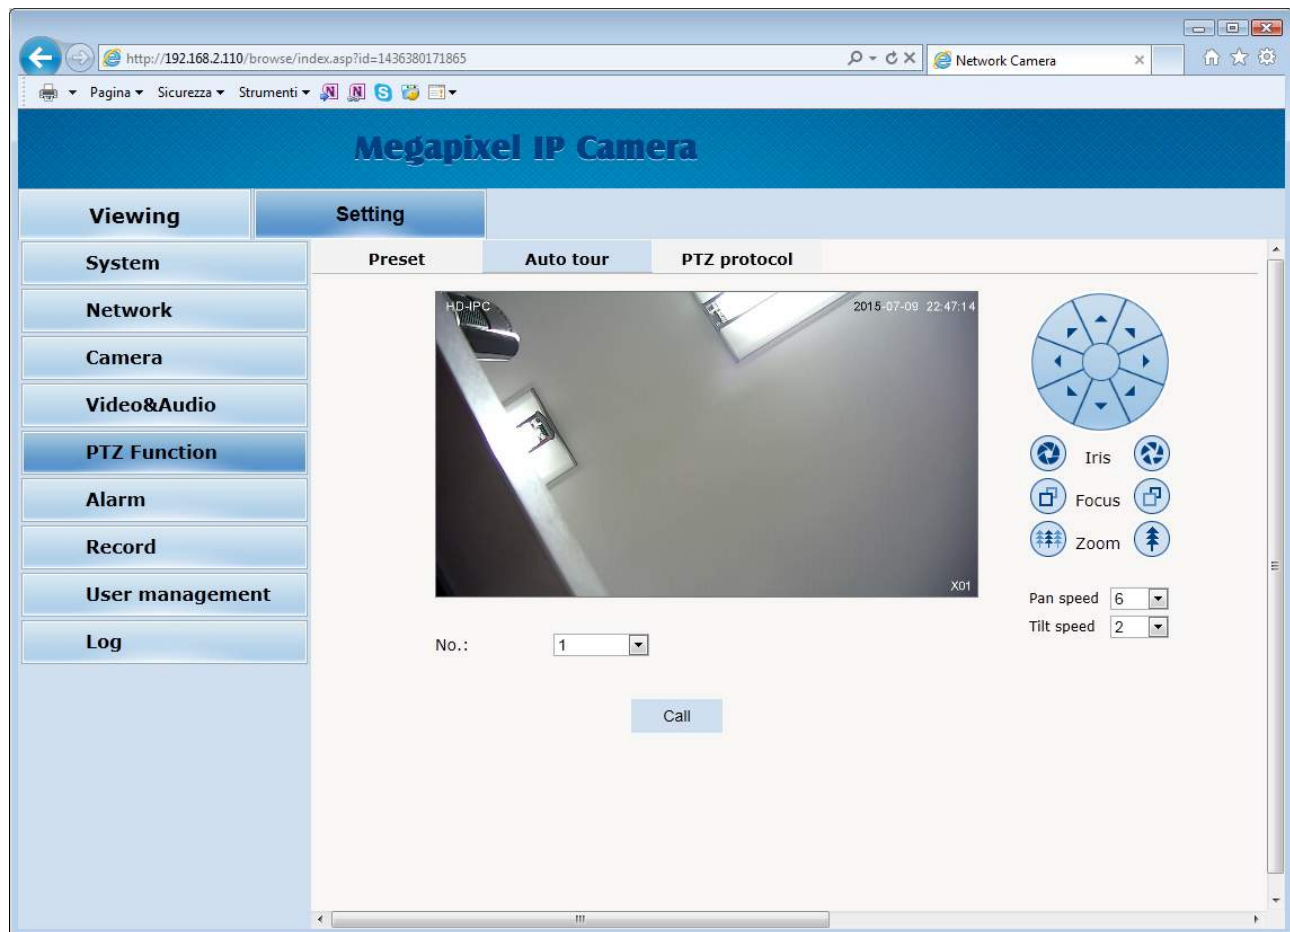 http://192.168.2.110/browse/index.asp?id=1436380171865
Network Camera
Pagina Sicurezza Strumenti
Megapixel IP Camera
Viewing Setting
System
Network
Camera
Video&Audio
PTZ Function
Alarm
Record
User management
Log
Preset Auto tour PTZ protocol
HD-IPC 2015-07-09 22:47:14
X01
Iris
Focus
Zoom
Pan speed 6
Tilt speed 2
No.: 1
Call